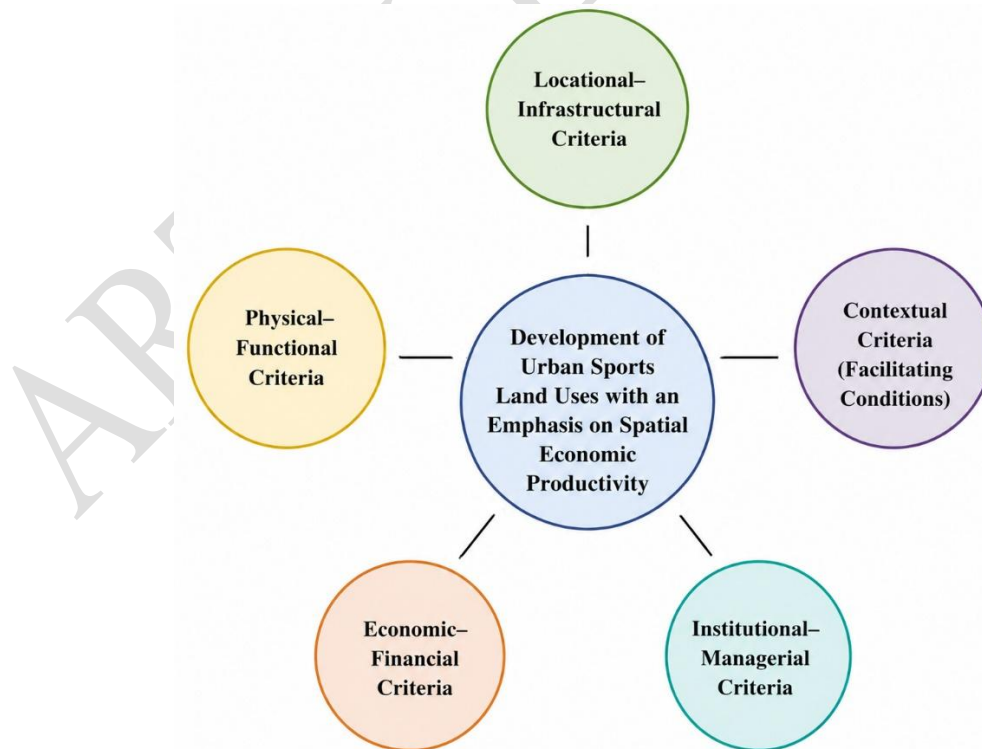 Locational–
Infrastructural
Criteria
Physical–
Functional
Criteria
Development of
Urban Sports
Land Uses with an
Emphasis on Spatial
Economic
Productivity
Contextual
Criteria
(Facilitating
Conditions)
Economic–
Financial
Criteria
Institutional–
Managerial
Criteria